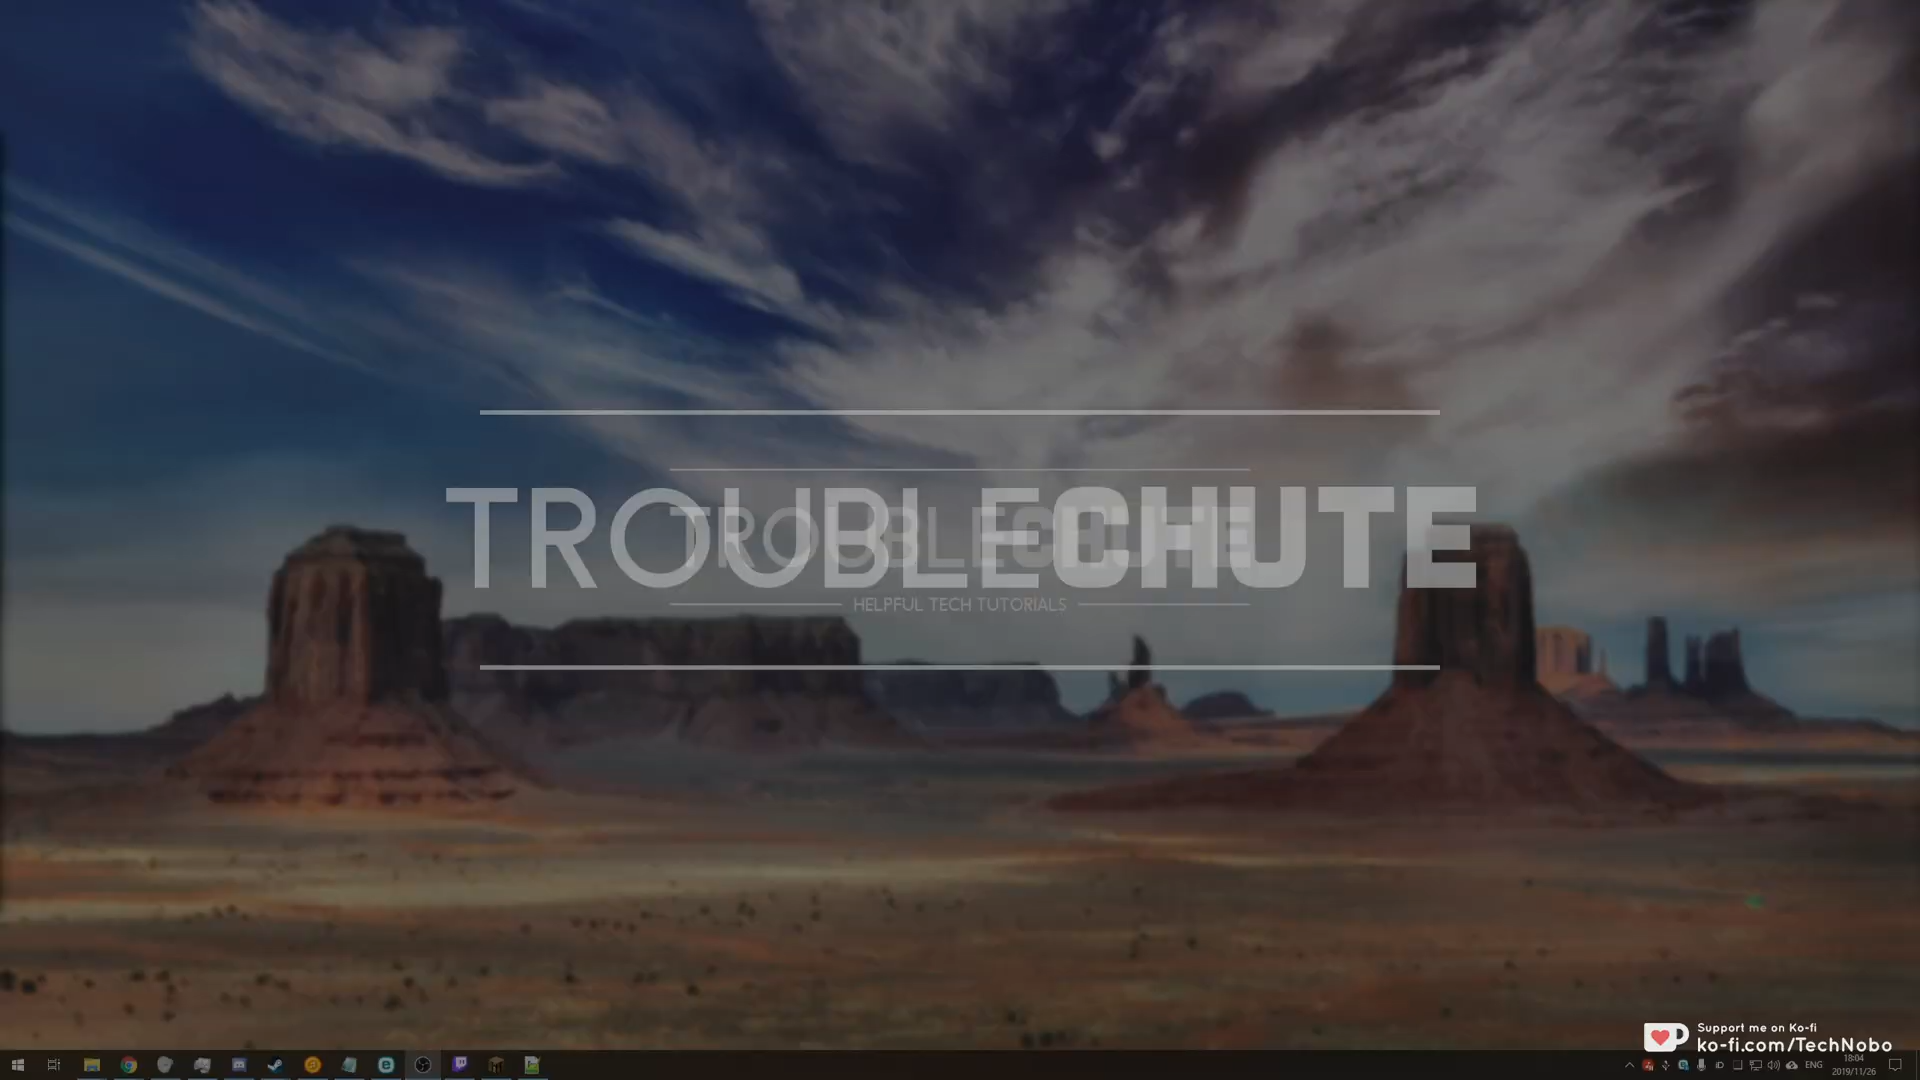 TROUBLECHUTE
TROUBLECHUTE
HELPFUL TECH TUTORIALS
Support me on Ko-fi
ko-fi.com/TechNobo
ENG
18:04
2019/11/26